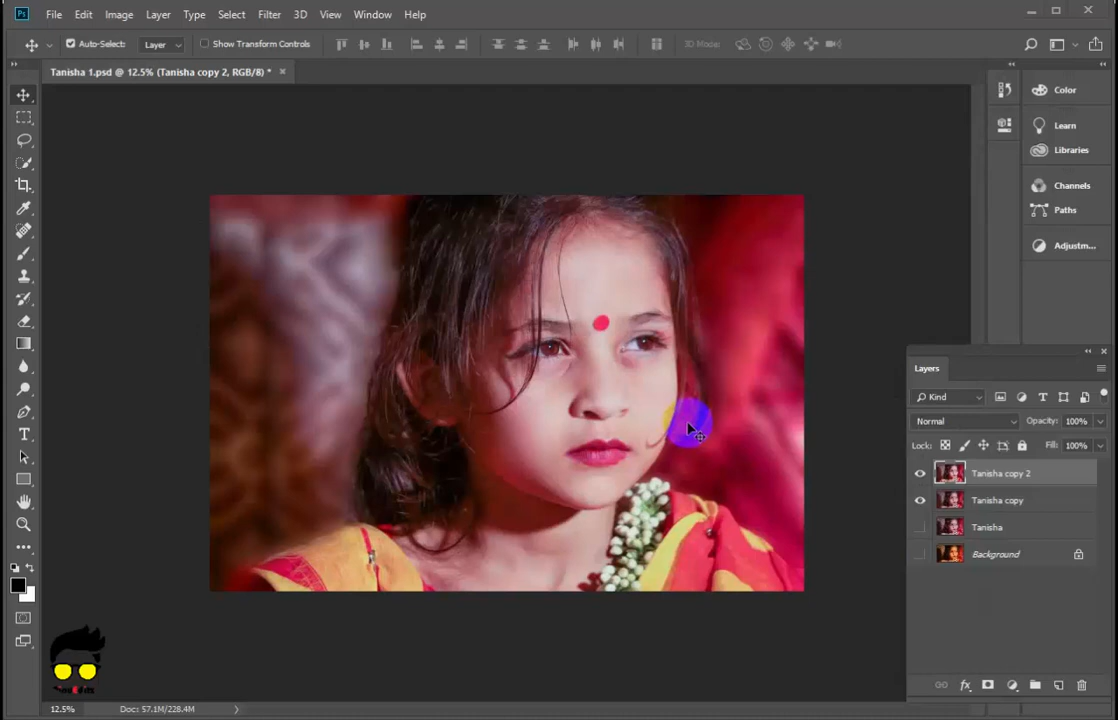 Ps File Edit Image Layer Type Select Filter 3D View Window Help
Auto-Select: Layer Show Transform Controls 3D Mode:
Tanisha 1.psd @ 12.5% (Tanisha copy 2, RGB/8) *
Color
Learn
Libraries
Channels
Paths
Adjustm...
Layers
Kind
Normal Opacity: 100%
Lock: Fill: 100%
Tanisha copy 2
Tanisha copy
Tanisha
Background
12.5% Doc: 57.1M/228.4M